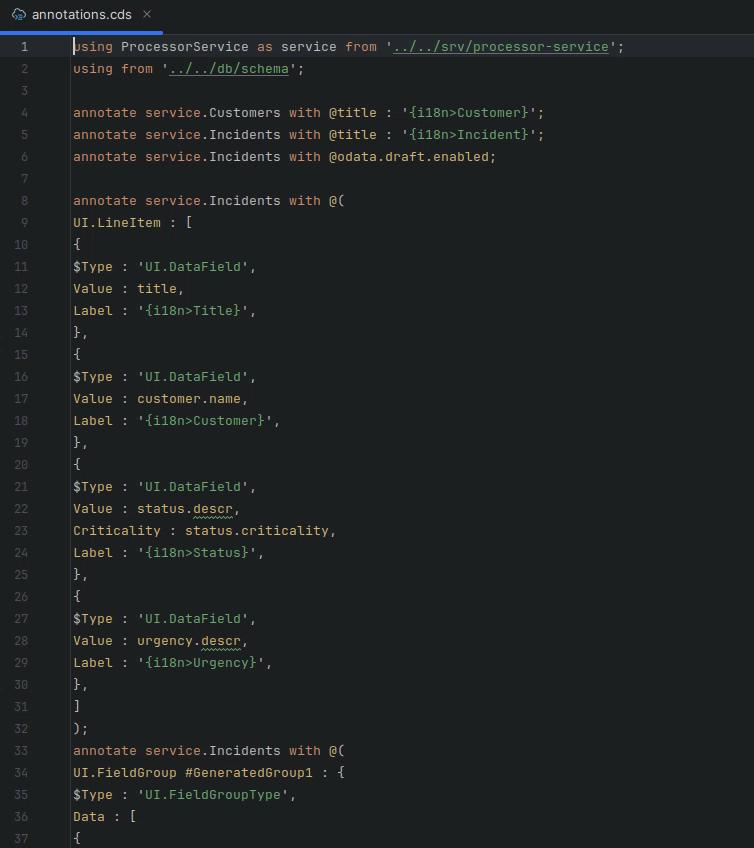 annotations.cds
1 using ProcessorService as service from '../../srv/processor-service';
2 using from '../../db/schema';
3
4 annotate service.Customers with @title : '{i18n>Customer}';
5 annotate service.Incidents with @title : '{i18n>Incident}';
6 annotate service.Incidents with @odata.draft.enabled;
7
8 annotate service.Incidents with @(
9 UI.LineItem : [
10 {
11 $Type : 'UI.DataField',
12 Value : title,
13 Label : '{i18n>Title}',
14 },
15 {
16 $Type : 'UI.DataField',
17 Value : customer.name,
18 Label : '{i18n>Customer}',
19 },
20 {
21 $Type : 'UI.DataField',
22 Value : status.descr,
23 Criticality : status.criticality,
24 Label : '{i18n>Status}',
25 },
26 {
27 $Type : 'UI.DataField',
28 Value : urgency.descr,
29 Label : '{i18n>Urgency}',
30 },
31 ]
32 );
33 annotate service.Incidents with @(
34 UI.FieldGroup #GeneratedGroup1 : {
35 $Type : 'UI.FieldGroupType',
36 Data : [
37 {